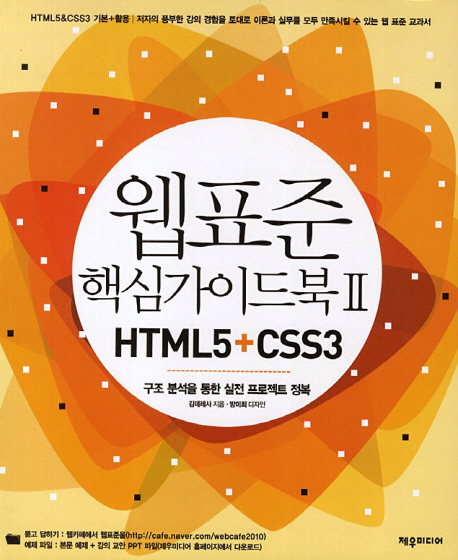 HTML5&CSS3 기본+활용 | 저자의 풍부한 강의 경험을 토대로 이론과 실무를 모두 만족시킬 수 있는 웹 표준 교과서
웹표준
핵심가이드북 II
HTML5+CSS3
구조 분석을 통한 실전 프로젝트 정복
김데레사 지음 · 방미희 디자인
묻고 답하기 : 웹카페에서 웹표준을(http://cafe.naver.com/webcafe2010)
예제 파일 : 본문 예제 + 강의 교안 PPT 파일(제우미디어 홈페이지에서 다운로드)
제우미디어